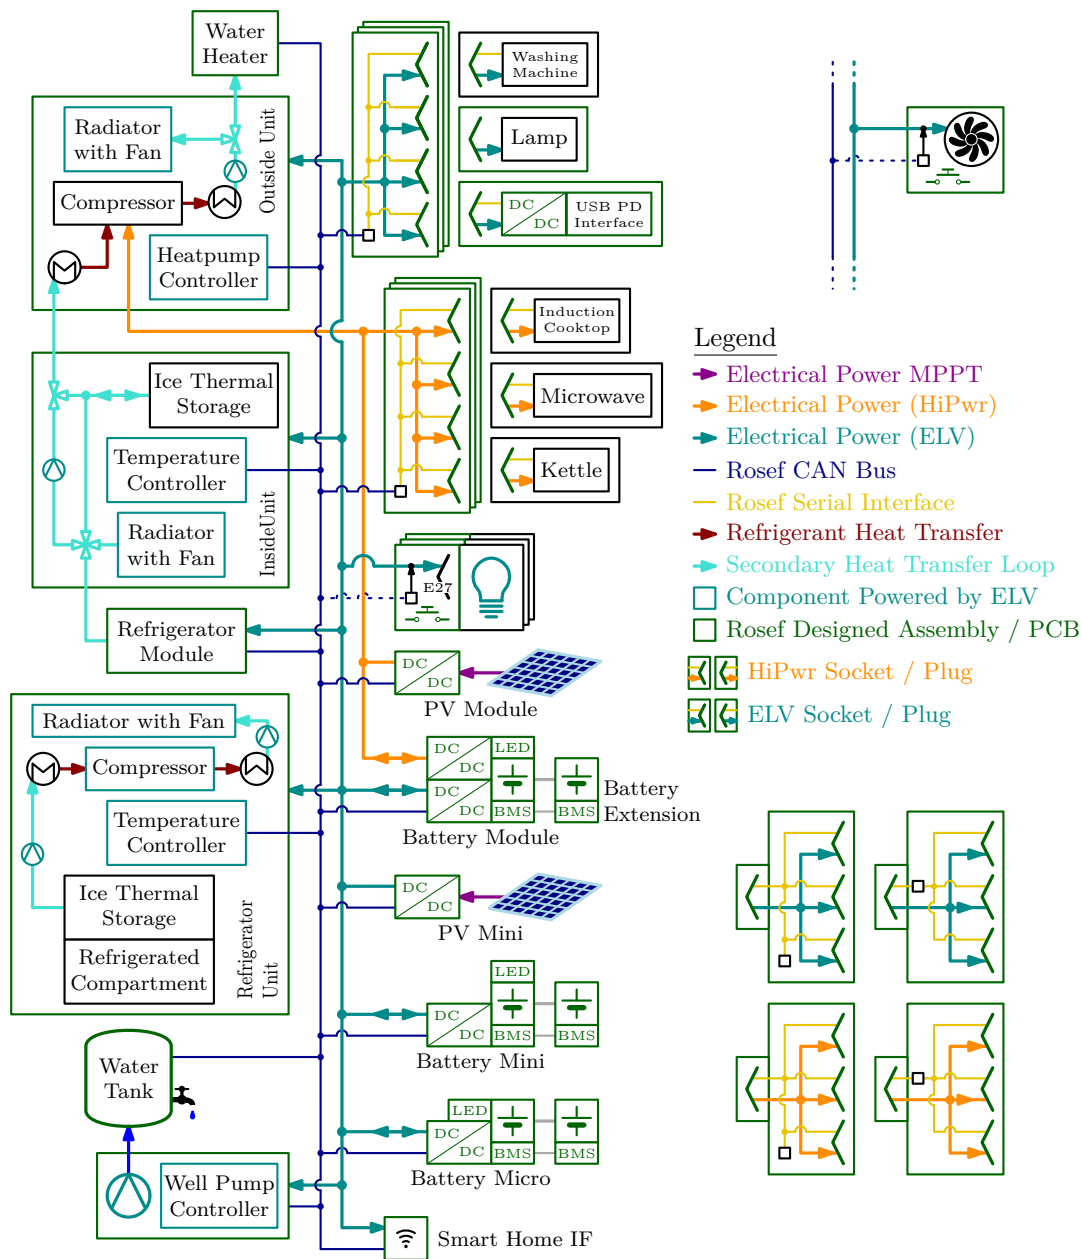 Water
Heater
Radiator
with Fan
Outside Unit
Compressor
Heatpump
Controller
Washing
Machine
Lamp
DC
DC
USB PD
Interface
Induction
Cooktop
Microwave
Kettle
Ice Thermal
Storage
Temperature
Controller
Radiator
with Fan
InsideUnit
E27
Refrigerator
Module
DC
DC
PV Module
Radiator with Fan
Compressor
Temperature
Controller
Ice Thermal
Storage
Refrigerated
Compartment
Refrigerator
Unit
DC
DC
DC
DC
LED
BMS
BMS
Battery
Extension
Battery Module
DC
DC
PV Mini
LED
DC
DC
BMS
BMS
Battery Mini
Water
Tank
LED
DC
DC
BMS
BMS
Battery Micro
Well Pump
Controller
Smart Home IF
Legend
Electrical Power MPPT
Electrical Power (HiPwr)
Electrical Power (ELV)
Rosef CAN Bus
Rosef Serial Interface
Refrigerant Heat Transfer
Secondary Heat Transfer Loop
Component Powered by ELV
Rosef Designed Assembly / PCB
HiPwr Socket / Plug
ELV Socket / Plug